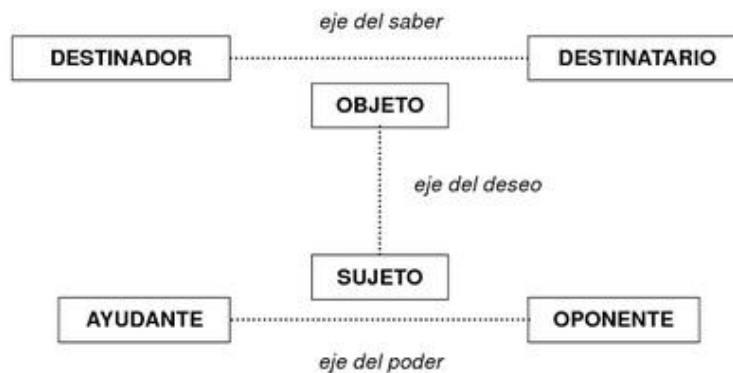 eje del saber
DESTINADOR
DESTINATARIO
OBJETO
eje del deseo
SUJETO
AYUDANTE
OPONENTE
eje del poder